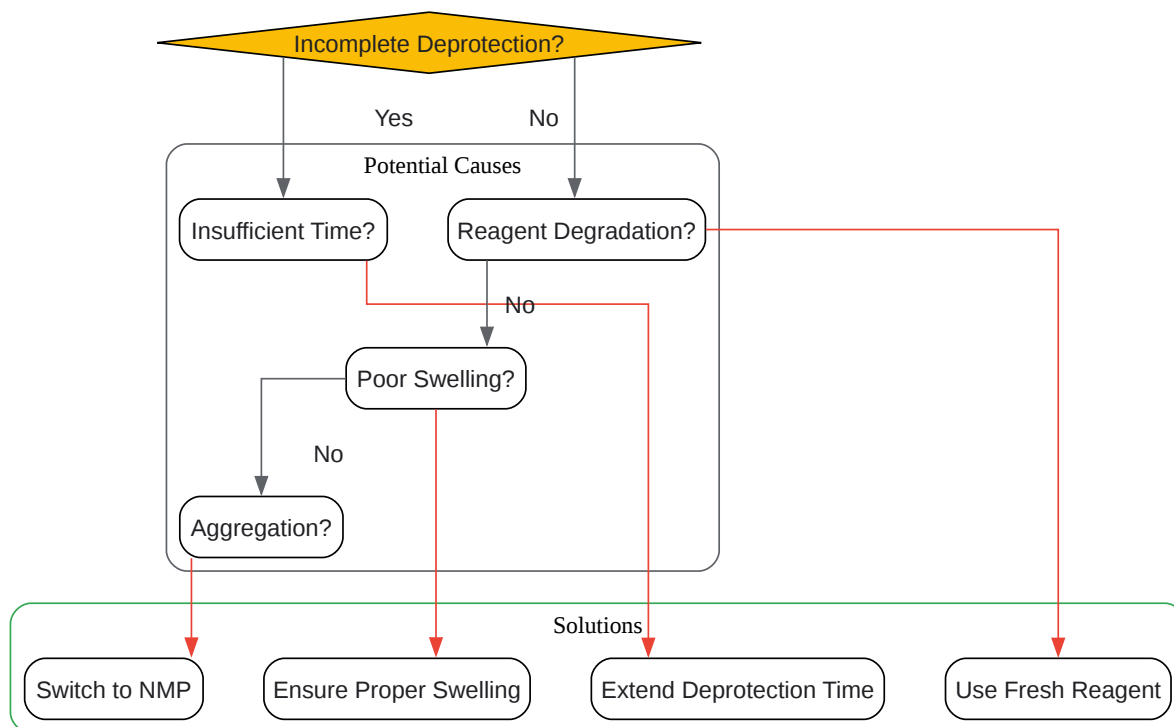 Incomplete Deprotection?
Yes
No
Potential Causes
Insufficient Time?
Reagent Degradation?
No
Poor Swelling?
No
Aggregation?
Solutions
Switch to NMP
Ensure Proper Swelling
Extend Deprotection Time
Use Fresh Reagent